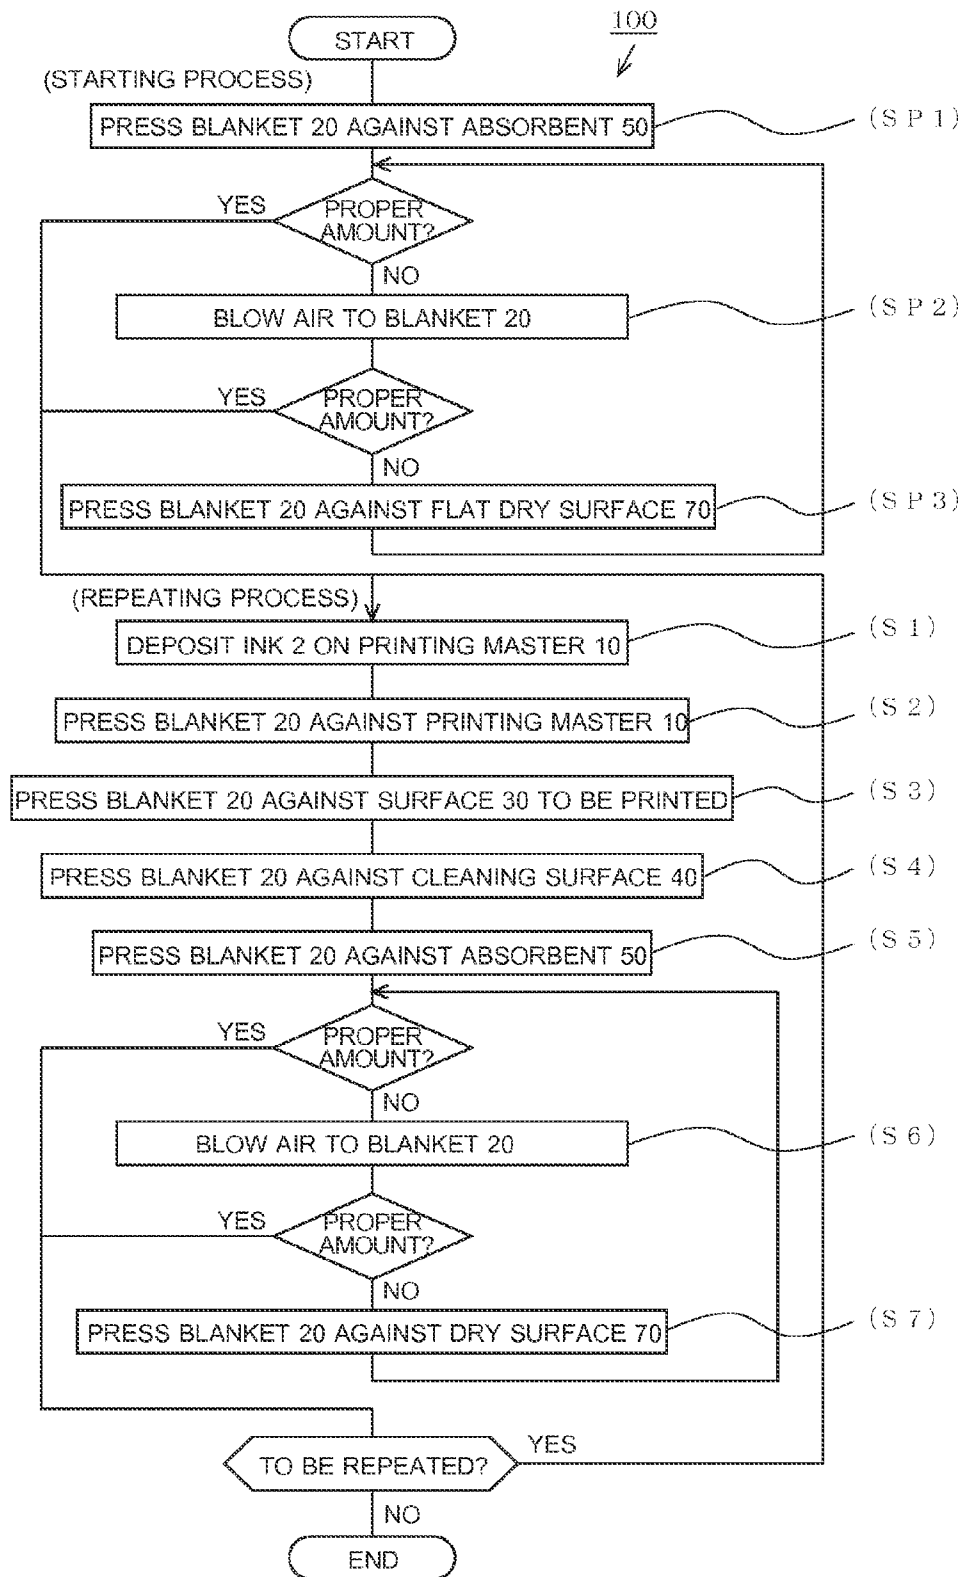 100
START
(STARTING PROCESS)
PRESS BLANKET 20 AGAINST ABSORBENT 50
(SP1)
YES
PROPER
AMOUNT?
NO
BLOW AIR TO BLANKET 20
(SP2)
YES
PROPER
AMOUNT?
NO
PRESS BLANKET 20 AGAINST FLAT DRY SURFACE 70
(SP3)
(REPEATING PROCESS)
DEPOSIT INK 2 ON PRINTING MASTER 10
(S1)
PRESS BLANKET 20 AGAINST PRINTING MASTER 10
(S2)
PRESS BLANKET 20 AGAINST SURFACE 30 TO BE PRINTED
(S3)
PRESS BLANKET 20 AGAINST CLEANING SURFACE 40
(S4)
PRESS BLANKET 20 AGAINST ABSORBENT 50
(S5)
YES
PROPER
AMOUNT?
NO
BLOW AIR TO BLANKET 20
(S6)
YES
PROPER
AMOUNT?
NO
PRESS BLANKET 20 AGAINST DRY SURFACE 70
(S7)
TO BE REPEATED?
YES
NO
END